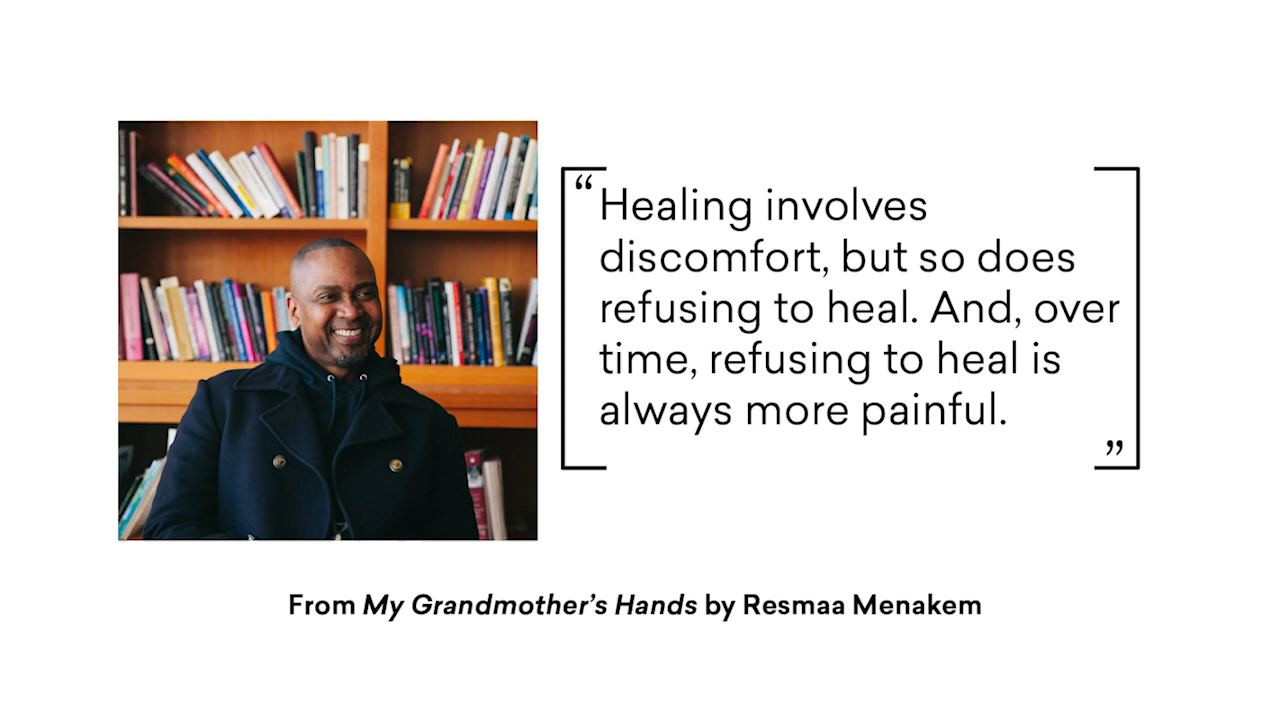 “Healing involves
discomfort, but so does
refusing to heal. And, over
time, refusing to heal is
always more painful.
”
From My Grandmother’s Hands by Resmaa Menakem